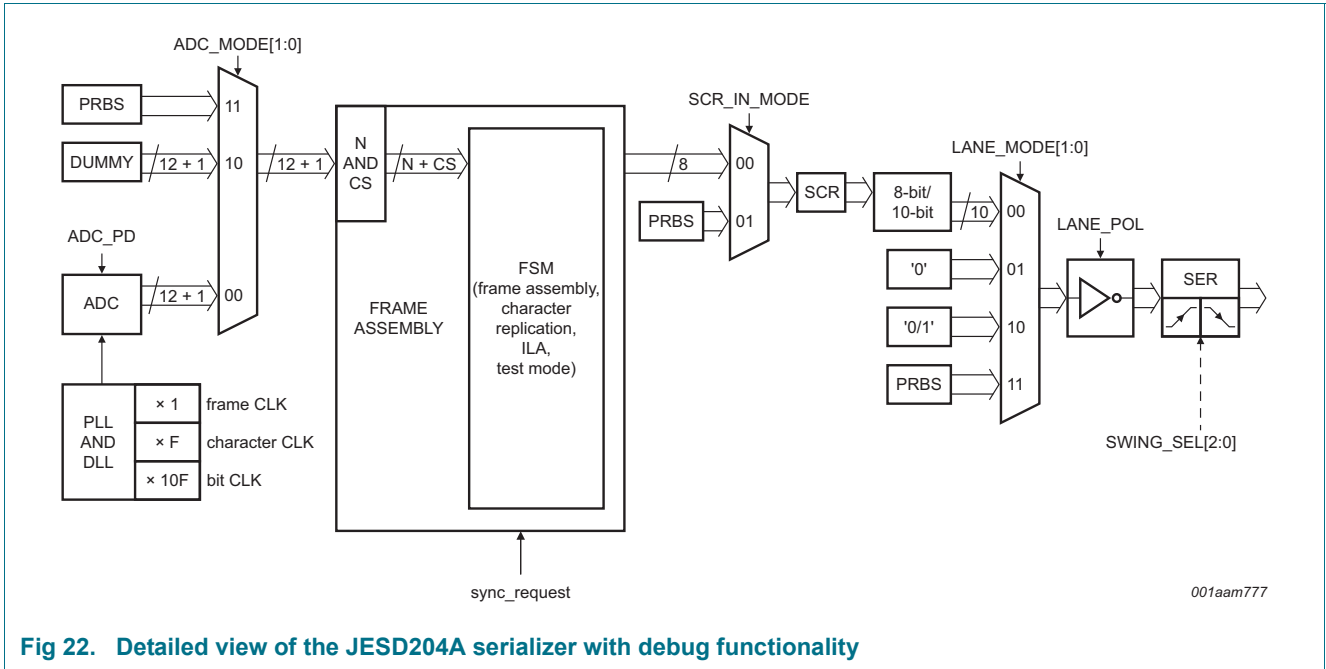 ADC_MODE[1:0]
PRBS
11
DUMMY
12 + 1
10
12 + 1
ADC_PD
ADC
12 + 1
00
PLL
AND
DLL
× 1
frame CLK
× F
character CLK
× 10F
bit CLK
N
AND
CS
N + CS
FRAME
ASSEMBLY
FSM
(frame assembly,
character
replication,
ILA,
test mode)
sync_request
SCR_IN_MODE
8
00
PRBS
01
SCR
8-bit/
10-bit
10
LANE_MODE[1:0]
00
'0'
01
'0/1'
10
PRBS
11
LANE_POL
SER
SWING_SEL[2:0]
001aam777
Fig 22. Detailed view of the JESD204A serializer with debug functionality